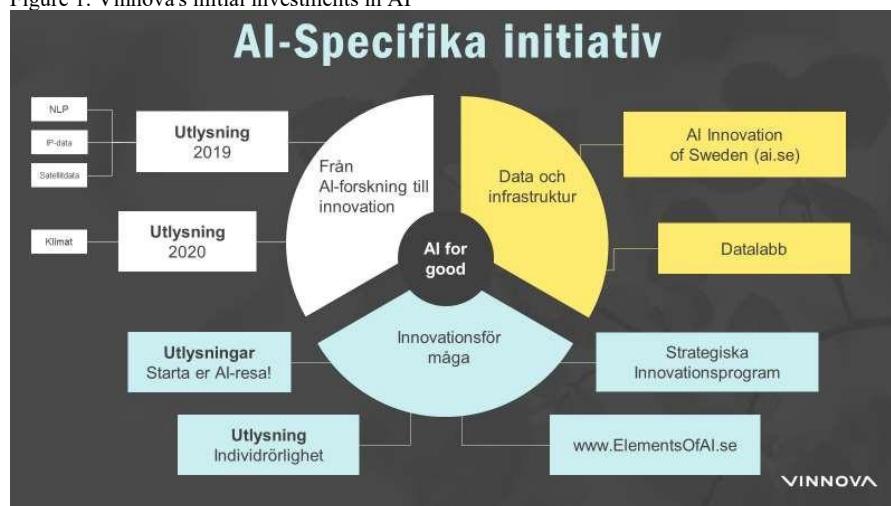 Figure 1: Vinnova's initial investments in AI
AI-Specifika initiativ
NLP
IP-data
Satellitdata
Utlysning
2019
Klimat
Utlysning
2020
Från
AI-forskning till
innovation
Data och
infrastruktur
AI for
good
AI Innovation
of Sweden (ai.se)
Datalabb
Innovationsför
måga
Utlysningar
Starta er AI-resa!
Utlysning
Individrörlighet
Strategiska
Innovationsprogram
www.ElementsOfAI.se
VINNOVA